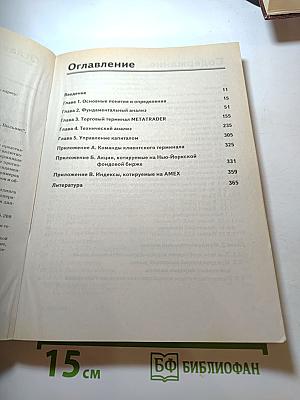 Оглавление
Введение 11
Глава 1. Основные понятия и определения 15
Глава 2. Фундаментальный анализ 51
Глава 3. Торговый терминал METATRADER 155
Глава 4. Технический анализ 235
Глава 5. Управление капиталом 305
Приложение А. Команды клиентского терминала 325
Приложение Б. Акции, котируемые на Нью-Йоркской
фондовой бирже 331
Приложение В. Индексы, котируемые на AMEX 359
Литература 365
15 см
БФ БИБЛИОФАН